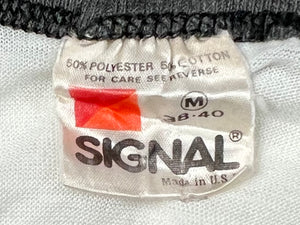 50% POLYESTER 50% COTTON
FOR CARE SEE REVERSE
M
38-40
SIGNAL®
Made in U.S.